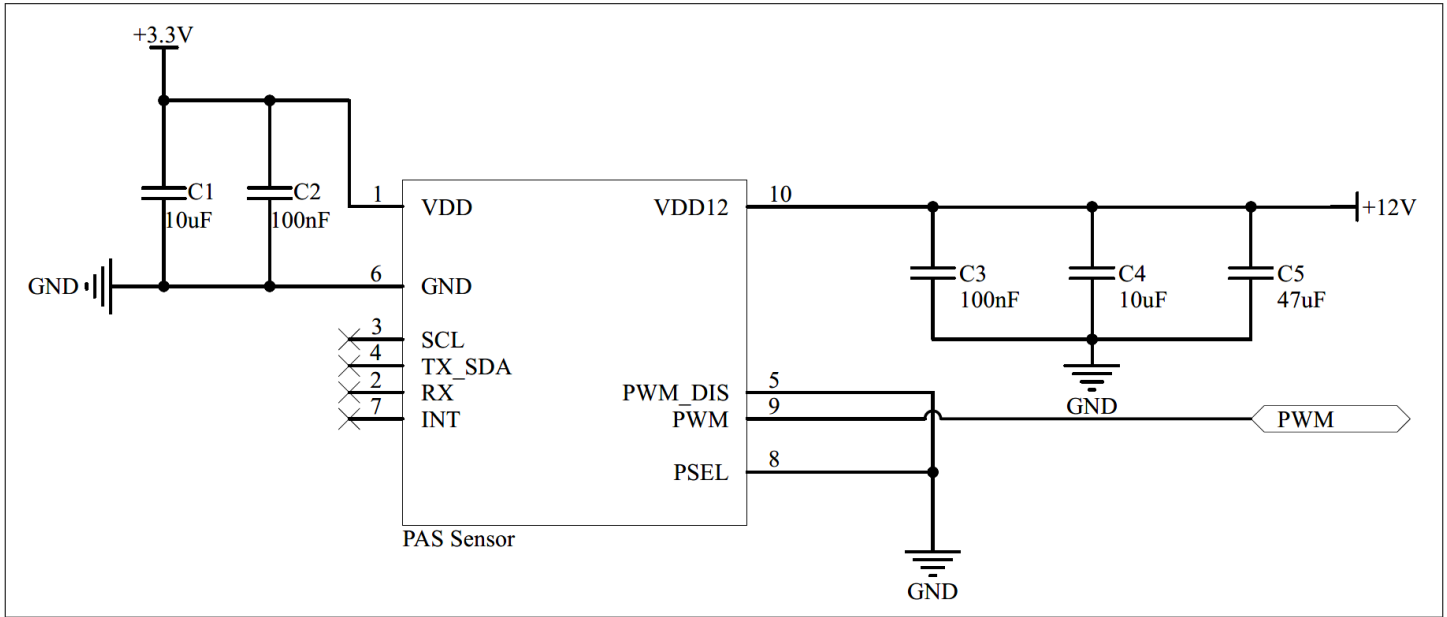 +3.3V
C1
10uF
C2
100nF
1
VDD
GND
6
GND
3
SCL
4
TX_SDA
2
RX
7
INT
VDD12
10
+12V
C3
100nF
C4
10uF
C5
47uF
GND
PWM_DIS
5
PWM
9
PWM
PSEL
8
PAS Sensor
GND